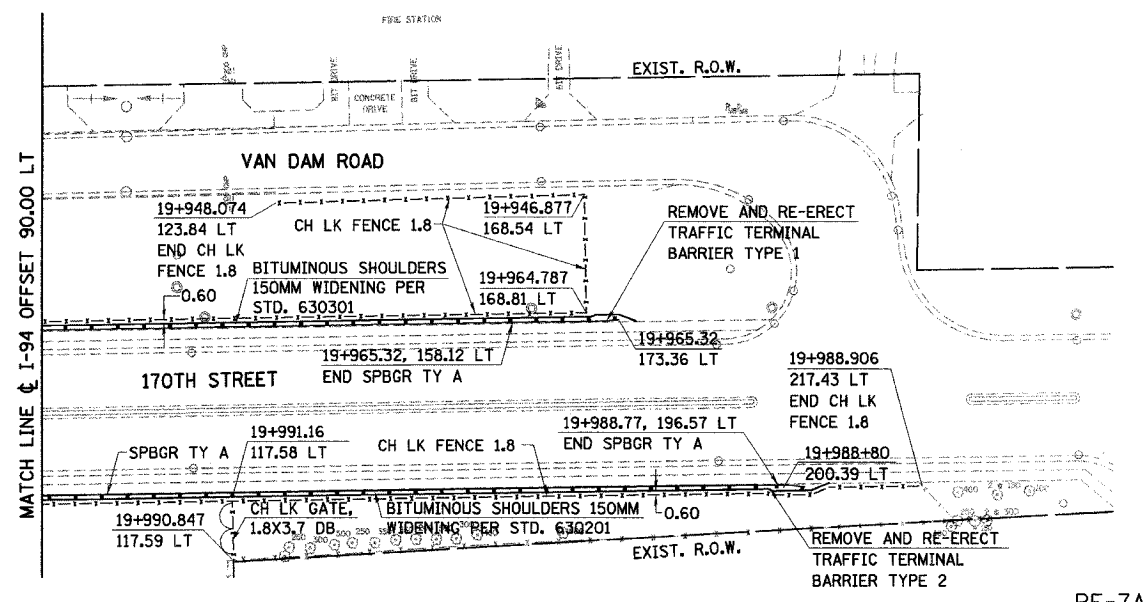 FIRE STATION
EXIST. R.O.W.
BIT DRIVE
CONCRETE
DRIVE
BIT DRIVE
BIT DRIVE
VAN DAM ROAD
19+948.074
123.84 LT
END CH LK
FENCE 1.8
CH LK FENCE 1.8
19+946.877
168.54 LT
REMOVE AND RE-ERECT
TRAFFIC TERMINAL
BARRIER TYPE 1
BITUMINOUS SHOULDERS
150MM WIDENING PER
STD. 630301
19+964.787
168.81 LT
0.60
19+965.32
173.36 LT
19+965.32, 158.12 LT
END SPBGR TY A
170TH STREET
19+988.906
217.43 LT
END CH LK
FENCE 1.8
MATCH LINE ℄ I-94 OFFSET 90.00 LT
SPBGR TY A
19+991.16
117.58 LT
CH LK FENCE 1.8
19+988.77, 196.57 LT
END SPBGR TY A
19+988+80
200.39 LT
19+990.847
117.59 LT
CH LK GATE,
1.8X3.7 DB.
BITUMINOUS SHOULDERS 150MM
WIDENING PER STD. 630201
0.60
EXIST. R.O.W.
REMOVE AND RE-ERECT
TRAFFIC TERMINAL
BARRIER TYPE 2